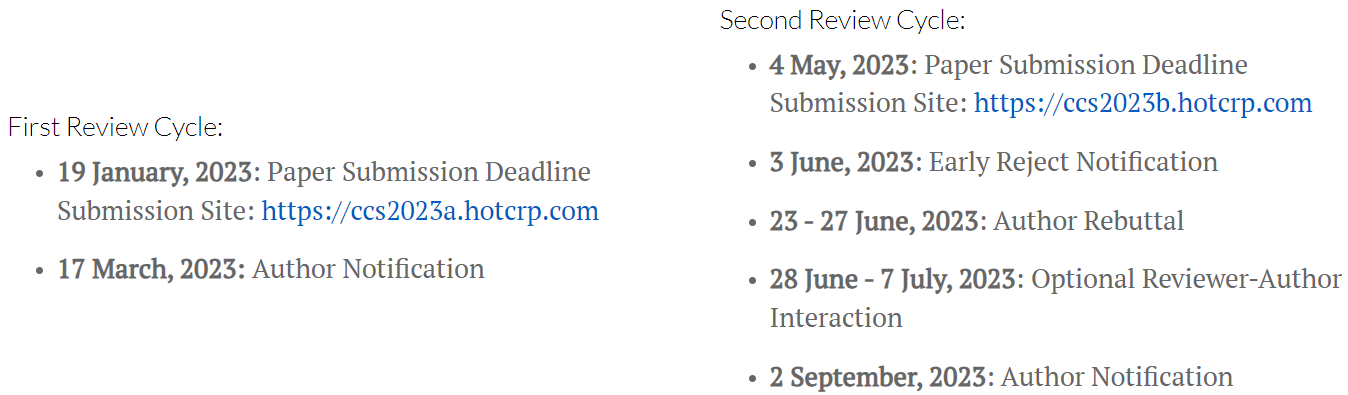 First Review Cycle:
• 19 January, 2023: Paper Submission Deadline
Submission Site: https://ccs2023a.hotcrp.com
• 17 March, 2023: Author Notification
Second Review Cycle:
• 4 May, 2023: Paper Submission Deadline
Submission Site: https://ccs2023b.hotcrp.com
• 3 June, 2023: Early Reject Notification
• 23 - 27 June, 2023: Author Rebuttal
• 28 June - 7 July, 2023: Optional Reviewer-Author
Interaction
• 2 September, 2023: Author Notification